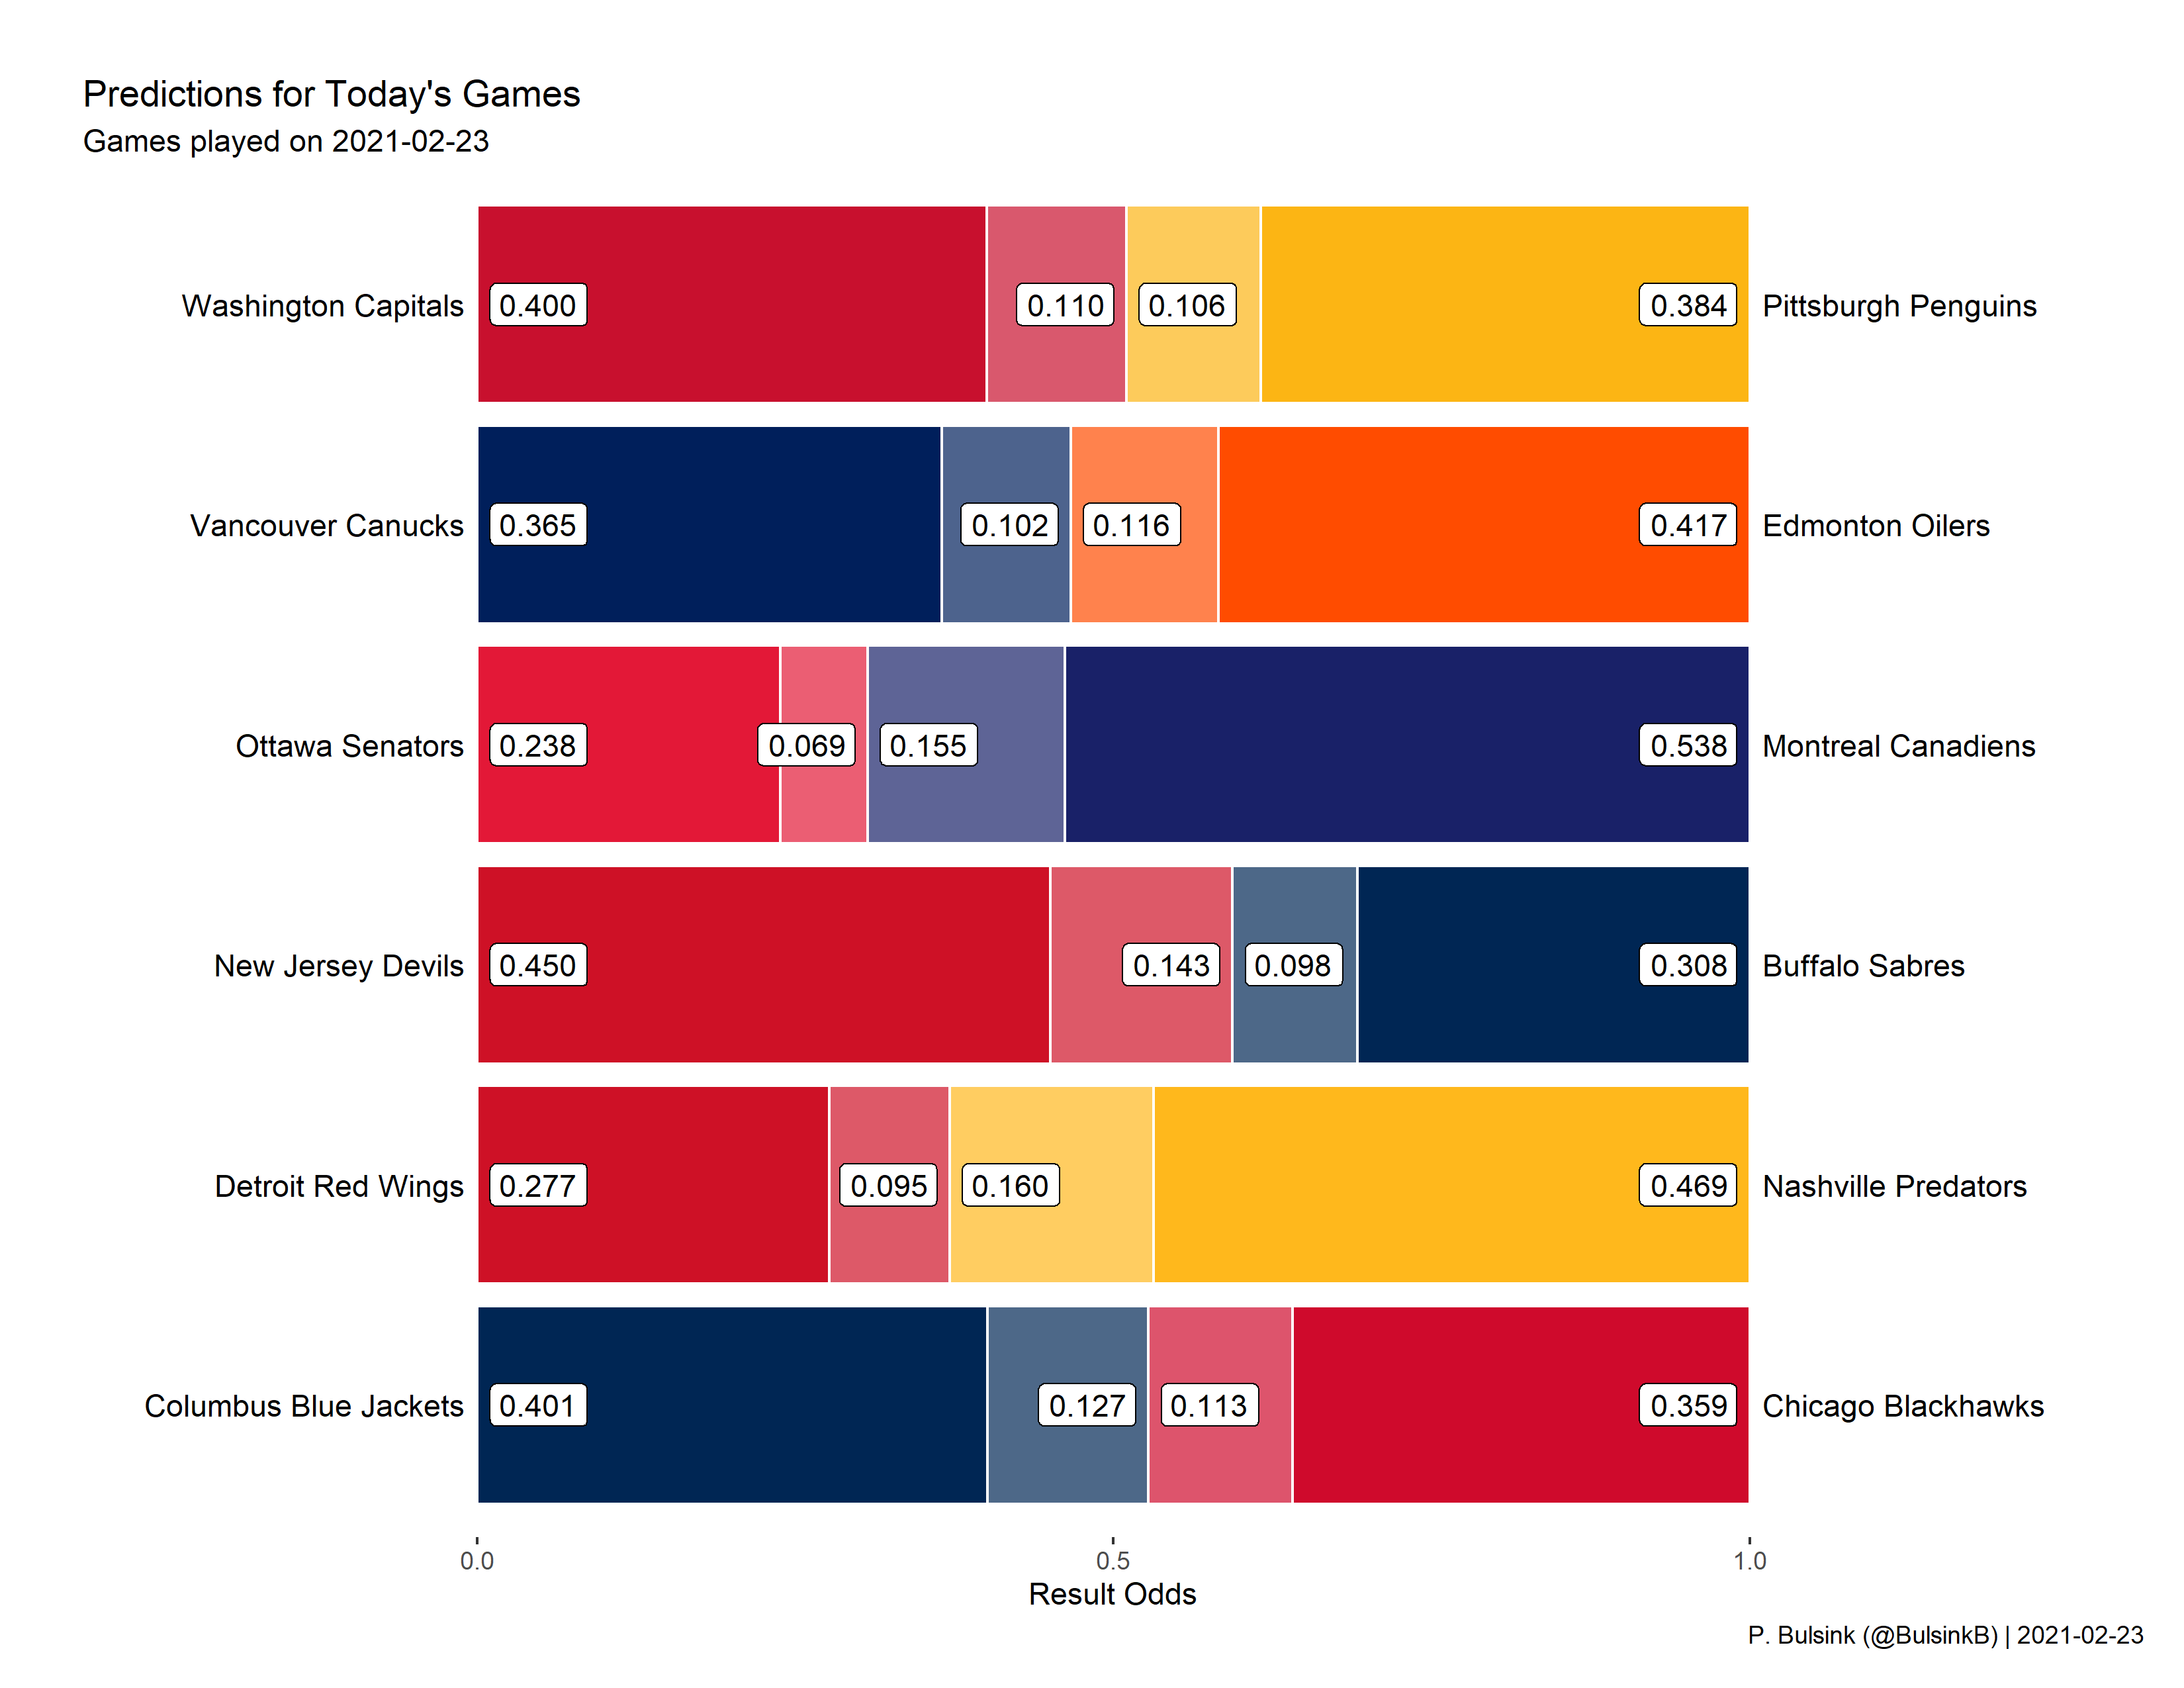 Predictions for Today's Games
Games played on 2021-02-23
Washington Capitals 0.400 0.110 0.106 0.384 Pittsburgh Penguins
Vancouver Canucks 0.365 0.102 0.116 0.417 Edmonton Oilers
Ottawa Senators 0.238 0.069 0.155 0.538 Montreal Canadiens
New Jersey Devils 0.450 0.143 0.098 0.308 Buffalo Sabres
Detroit Red Wings 0.277 0.095 0.160 0.469 Nashville Predators
Columbus Blue Jackets 0.401 0.127 0.113 0.359 Chicago Blackhawks
0.0 0.5 1.0
Result Odds
P. Bulsink (@BulsinkB) | 2021-02-23